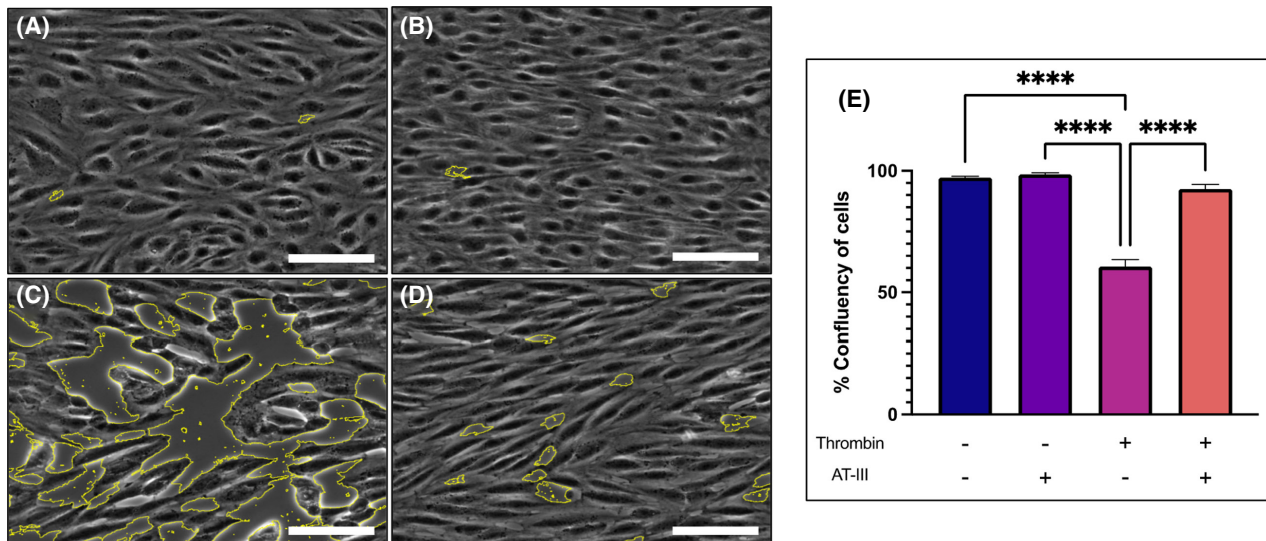 (A)
(B)
(C)
(D)
(E)
****
**** ****
% Confluency of cells
100
50
0
Thrombin - - + +
AT-III - + - +